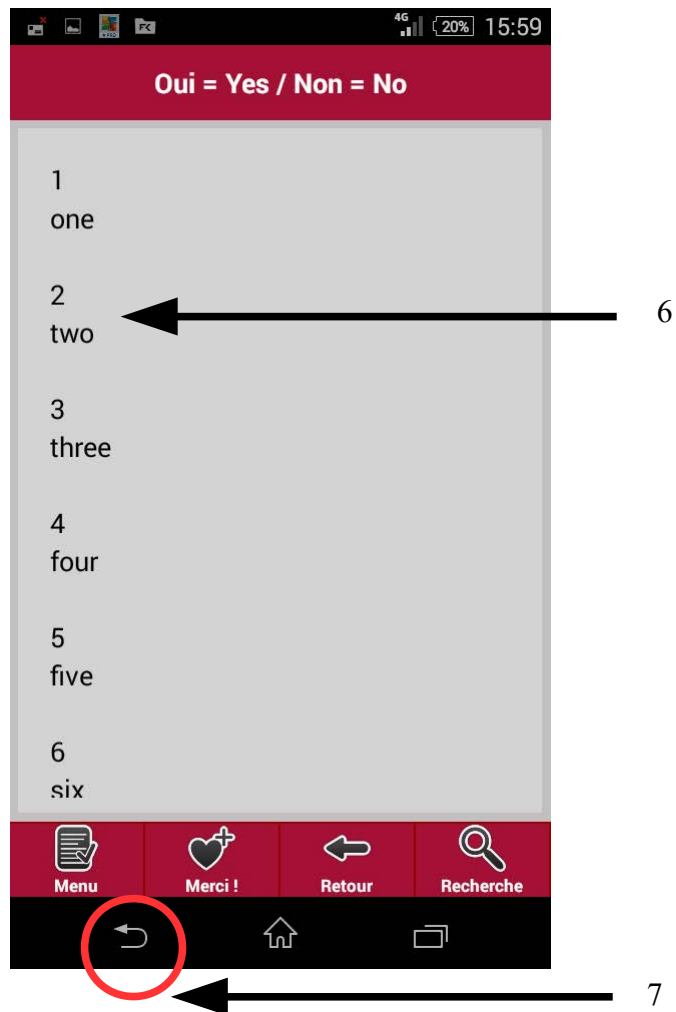 4G 20% 15:59
Oui = Yes / Non = No
1
one
2
two
6
3
three
4
four
5
five
6
six
Menu Merci ! Retour Recherche
7